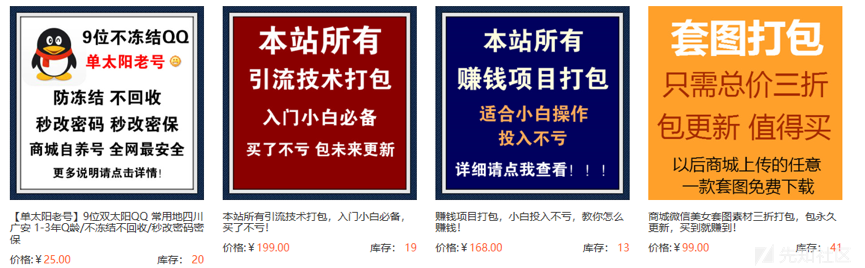 9位不冻结QQ
单太阳老号
防冻结 不回收
秒改密码 秒改密保
商城自养号 全网最安全
更多说明请点击详情!
【单太阳老号】9位双太阳QQ 常用地四川
广安 1-3年Q龄/不冻结不回收/秒改密码密
保
价格:¥25.00
库存: 20
本站所有
引流技术打包
入门小白必备
买了不亏 包未来更新
本站所有引流技术打包，入门小白必备，
买了不亏！
价格:¥199.00
库存: 19
本站所有
赚钱项目打包
适合小白操作
投入不亏
详细请点我查看！！！
赚钱项目打包，小白投入不亏，教你怎么
赚钱！
价格:¥168.00
库存: 13
套图打包
只需总价三折
包更新 值得买
以后商城上传的任意
一款套图免费下载
商城微信美女套图素材三折打包，包永久
更新，买到就赚到！
价格:¥99.00
库存: 41
先知社区